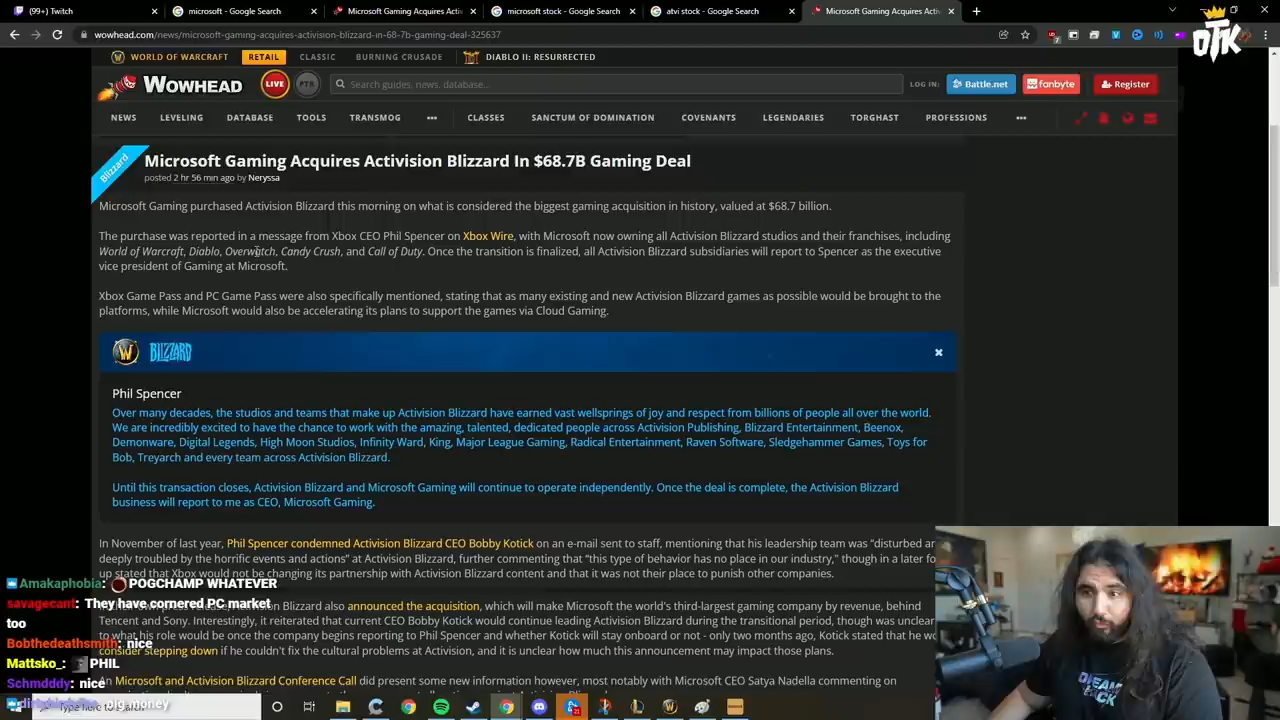 (99+) Twitch
microsoft - Google Search
Microsoft Gaming Acquires Activ
microsoft stock - Google Search
atvi stock - Google Search
Microsoft Gaming Acquires Activ
wowhead.com/news/microsoft-gaming-acquires-activision-blizzard-in-68-7b-gaming-deal-325637
OTK
WORLD OF WARCRAFT RETAIL CLASSIC BURNING CRUSADE DIABLO II: RESURRECTED
WOWHEAD LIVE PTR Search guides, news, database... LOG IN: Battle.net fanbyte Register
NEWS LEVELING DATABASE TOOLS TRANSMOG ••• CLASSES SANCTUM OF DOMINATION COVENANTS LEGENDARIES TORGHAST PROFESSIONS •••
Blizzard
Microsoft Gaming Acquires Activision Blizzard In $68.7B Gaming Deal
posted 2 hr 56 min ago by Neryssa
Microsoft Gaming purchased Activision Blizzard this morning on what is considered the biggest gaming acquisition in history, valued at $68.7 billion.
The purchase was reported in a message from Xbox CEO Phil Spencer on Xbox Wire, with Microsoft now owning all Activision Blizzard studios and their franchises, including
World of Warcraft, Diablo, Overwatch, Candy Crush, and Call of Duty. Once the transition is finalized, all Activision Blizzard subsidiaries will report to Spencer as the executive
vice president of Gaming at Microsoft.
Xbox Game Pass and PC Game Pass were also specifically mentioned, stating that as many existing and new Activision Blizzard games as possible would be brought to the
platforms, while Microsoft would also be accelerating its plans to support the games via Cloud Gaming.
BLIZZARD
Phil Spencer
Over many decades, the studios and teams that make up Activision Blizzard have earned vast wellsprings of joy and respect from billions of people all over the world.
We are incredibly excited to have the chance to work with the amazing, talented, dedicated people across Activision Publishing, Blizzard Entertainment, Beenox,
Demonware, Digital Legends, High Moon Studios, Infinity Ward, King, Major League Gaming, Radical Entertainment, Raven Software, Sledgehammer Games, Toys for
Bob, Treyarch and every team across Activision Blizzard.
Until this transaction closes, Activision Blizzard and Microsoft Gaming will continue to operate independently. Once the deal is complete, the Activision Blizzard
business will report to me as CEO, Microsoft Gaming.
In November of last year, Phil Spencer condemned Activision Blizzard CEO Bobby Kotick on an e-mail sent to staff, mentioning that his leadership team was "disturbed an
deeply troubled by the horrific events and actions" at Activision Blizzard, further commenting that "this type of behavior has no place in our industry," though in a later fo
up stated that Xbox would not be changing its partnership with Activision Blizzard content and that it was not their place to punish other companies.
Blizzard also announced the acquisition, which will make Microsoft the world's third-largest gaming company by revenue, behind
Tencent and Sony. Interestingly, it reiterated that current CEO Bobby Kotick would continue leading Activision Blizzard during the transitional period, though was unclear
to what his role would be once the company begins reporting to Phil Spencer and whether Kotick will stay onboard or not - only two months ago, Kotick stated that he wo
consider stepping down if he couldn't fix the cultural problems at Activision, and it is unclear how much this announcement may impact those plans.
An Microsoft and Activision Blizzard Conference Call did present some new information however, most notably with Microsoft CEO Satya Nadella commenting on
Amakaphobia: POGCHAMP WHATEVER
savagecant: They have cornered PC market
too
Bobthedeathsmith: nice
Mattsko_: PHIL
Schmdddy: nice
big money
Type here to search
DREAM